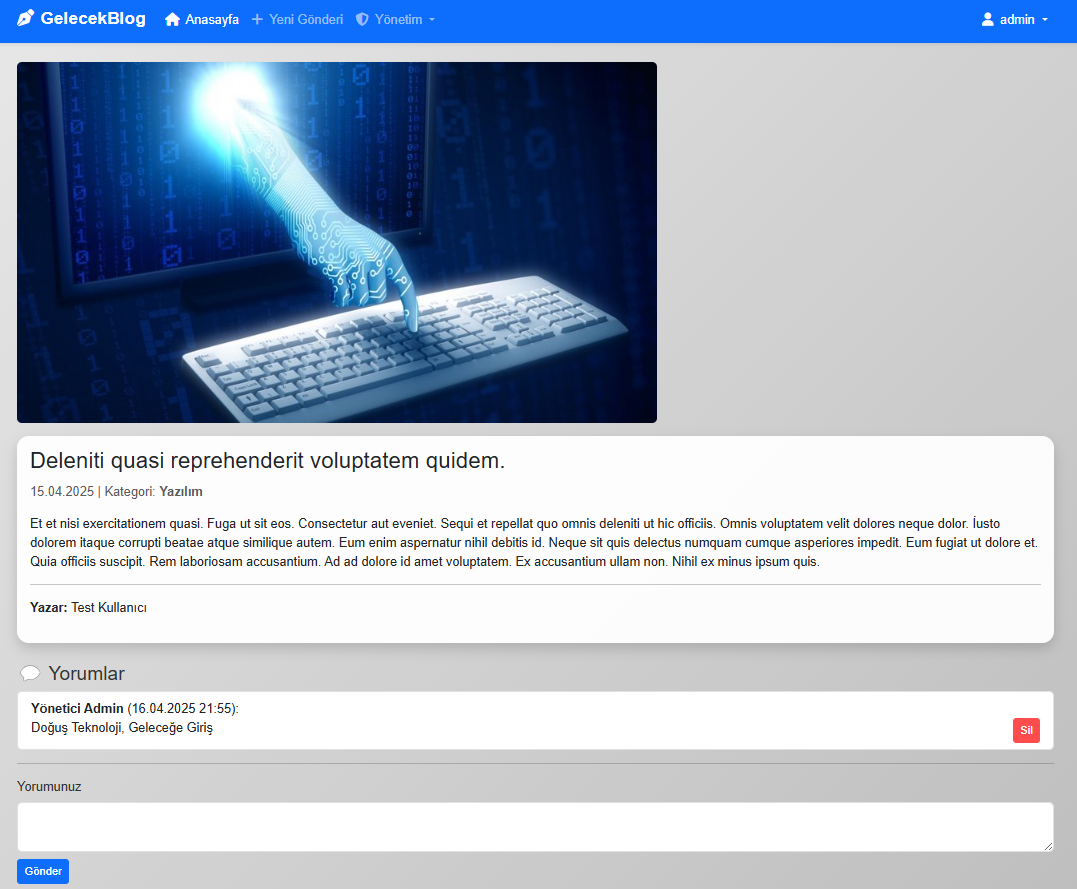 GelecekBlog Anasayfa Yeni Gönderi Yönetim admin
Deleniti quasi reprehenderit voluptatem quidem.
15.04.2025 | Kategori: Yazılım
Et et nisi exercitationem quasi. Fuga ut sit eos. Consectetur aut eveniet. Sequi et repellat quo omnis deleniti ut hic officiis. Omnis voluptatem velit dolores neque dolor. İusto
dolorem itaque corrupti beatae atque similique autem. Eum enim aspernatur nihil debitis id. Neque sit quis delectus numquam cumque asperiores impedit. Eum fugiat ut dolore et.
Quia officiis suscipit. Rem laboriosam accusantium. Ad ad dolore id amet voluptatem. Ex accusantium ullam non. Nihil ex minus ipsum quis.
Yazar: Test Kullanıcı
Yorumlar
Yönetici Admin (16.04.2025 21:55):
Doğuş Teknoloji, Geleceğe Giriş
Sil
Yorumunuz
Gönder